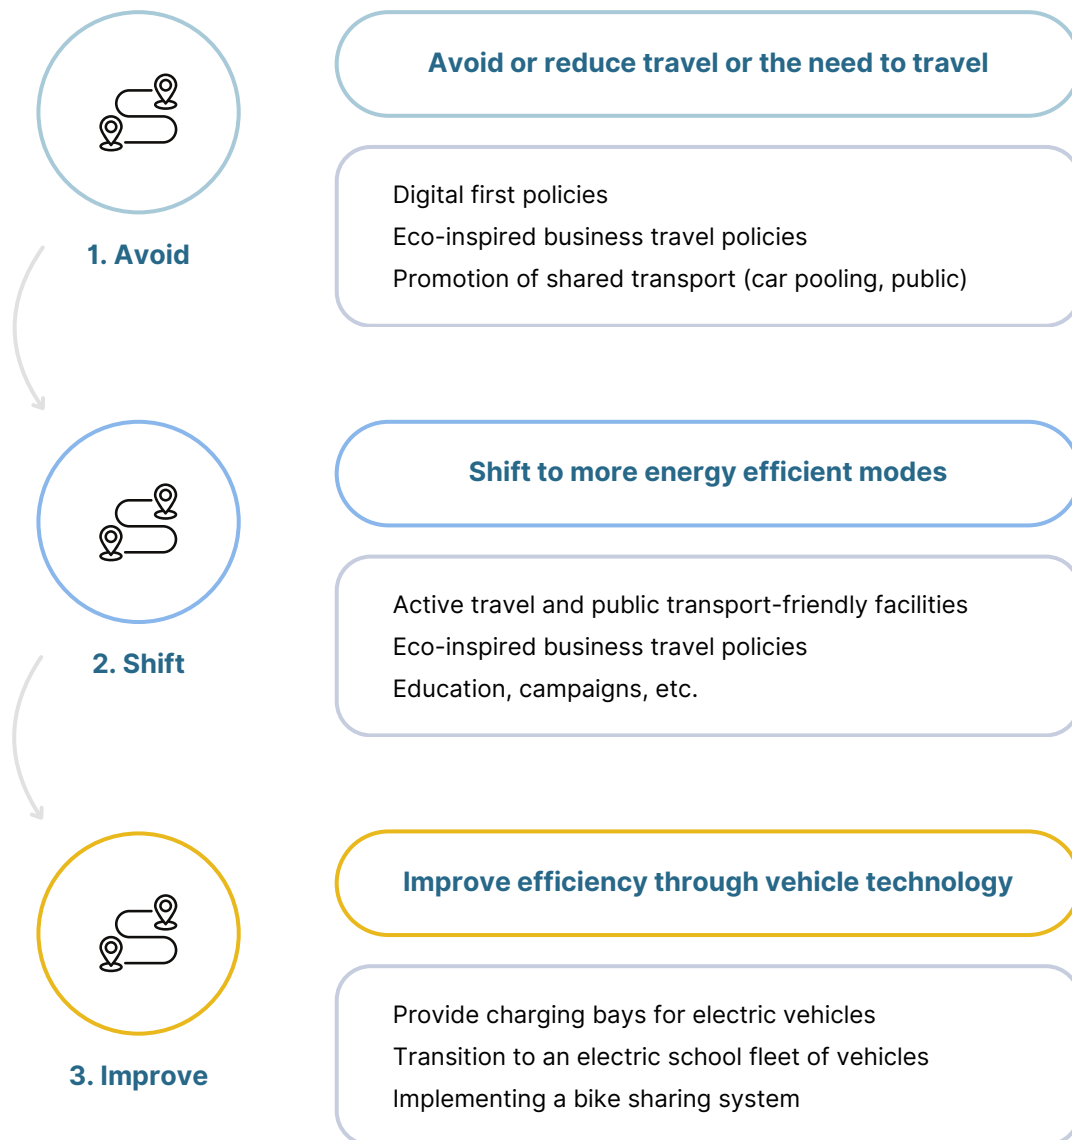 Avoid or reduce travel or the need to travel
Digital first policies
Eco-inspired business travel policies
Promotion of shared transport (car pooling, public)
1. Avoid
Shift to more energy efficient modes
Active travel and public transport-friendly facilities
Eco-inspired business travel policies
Education, campaigns, etc.
2. Shift
Improve efficiency through vehicle technology
Provide charging bays for electric vehicles
Transition to an electric school fleet of vehicles
Implementing a bike sharing system
3. Improve